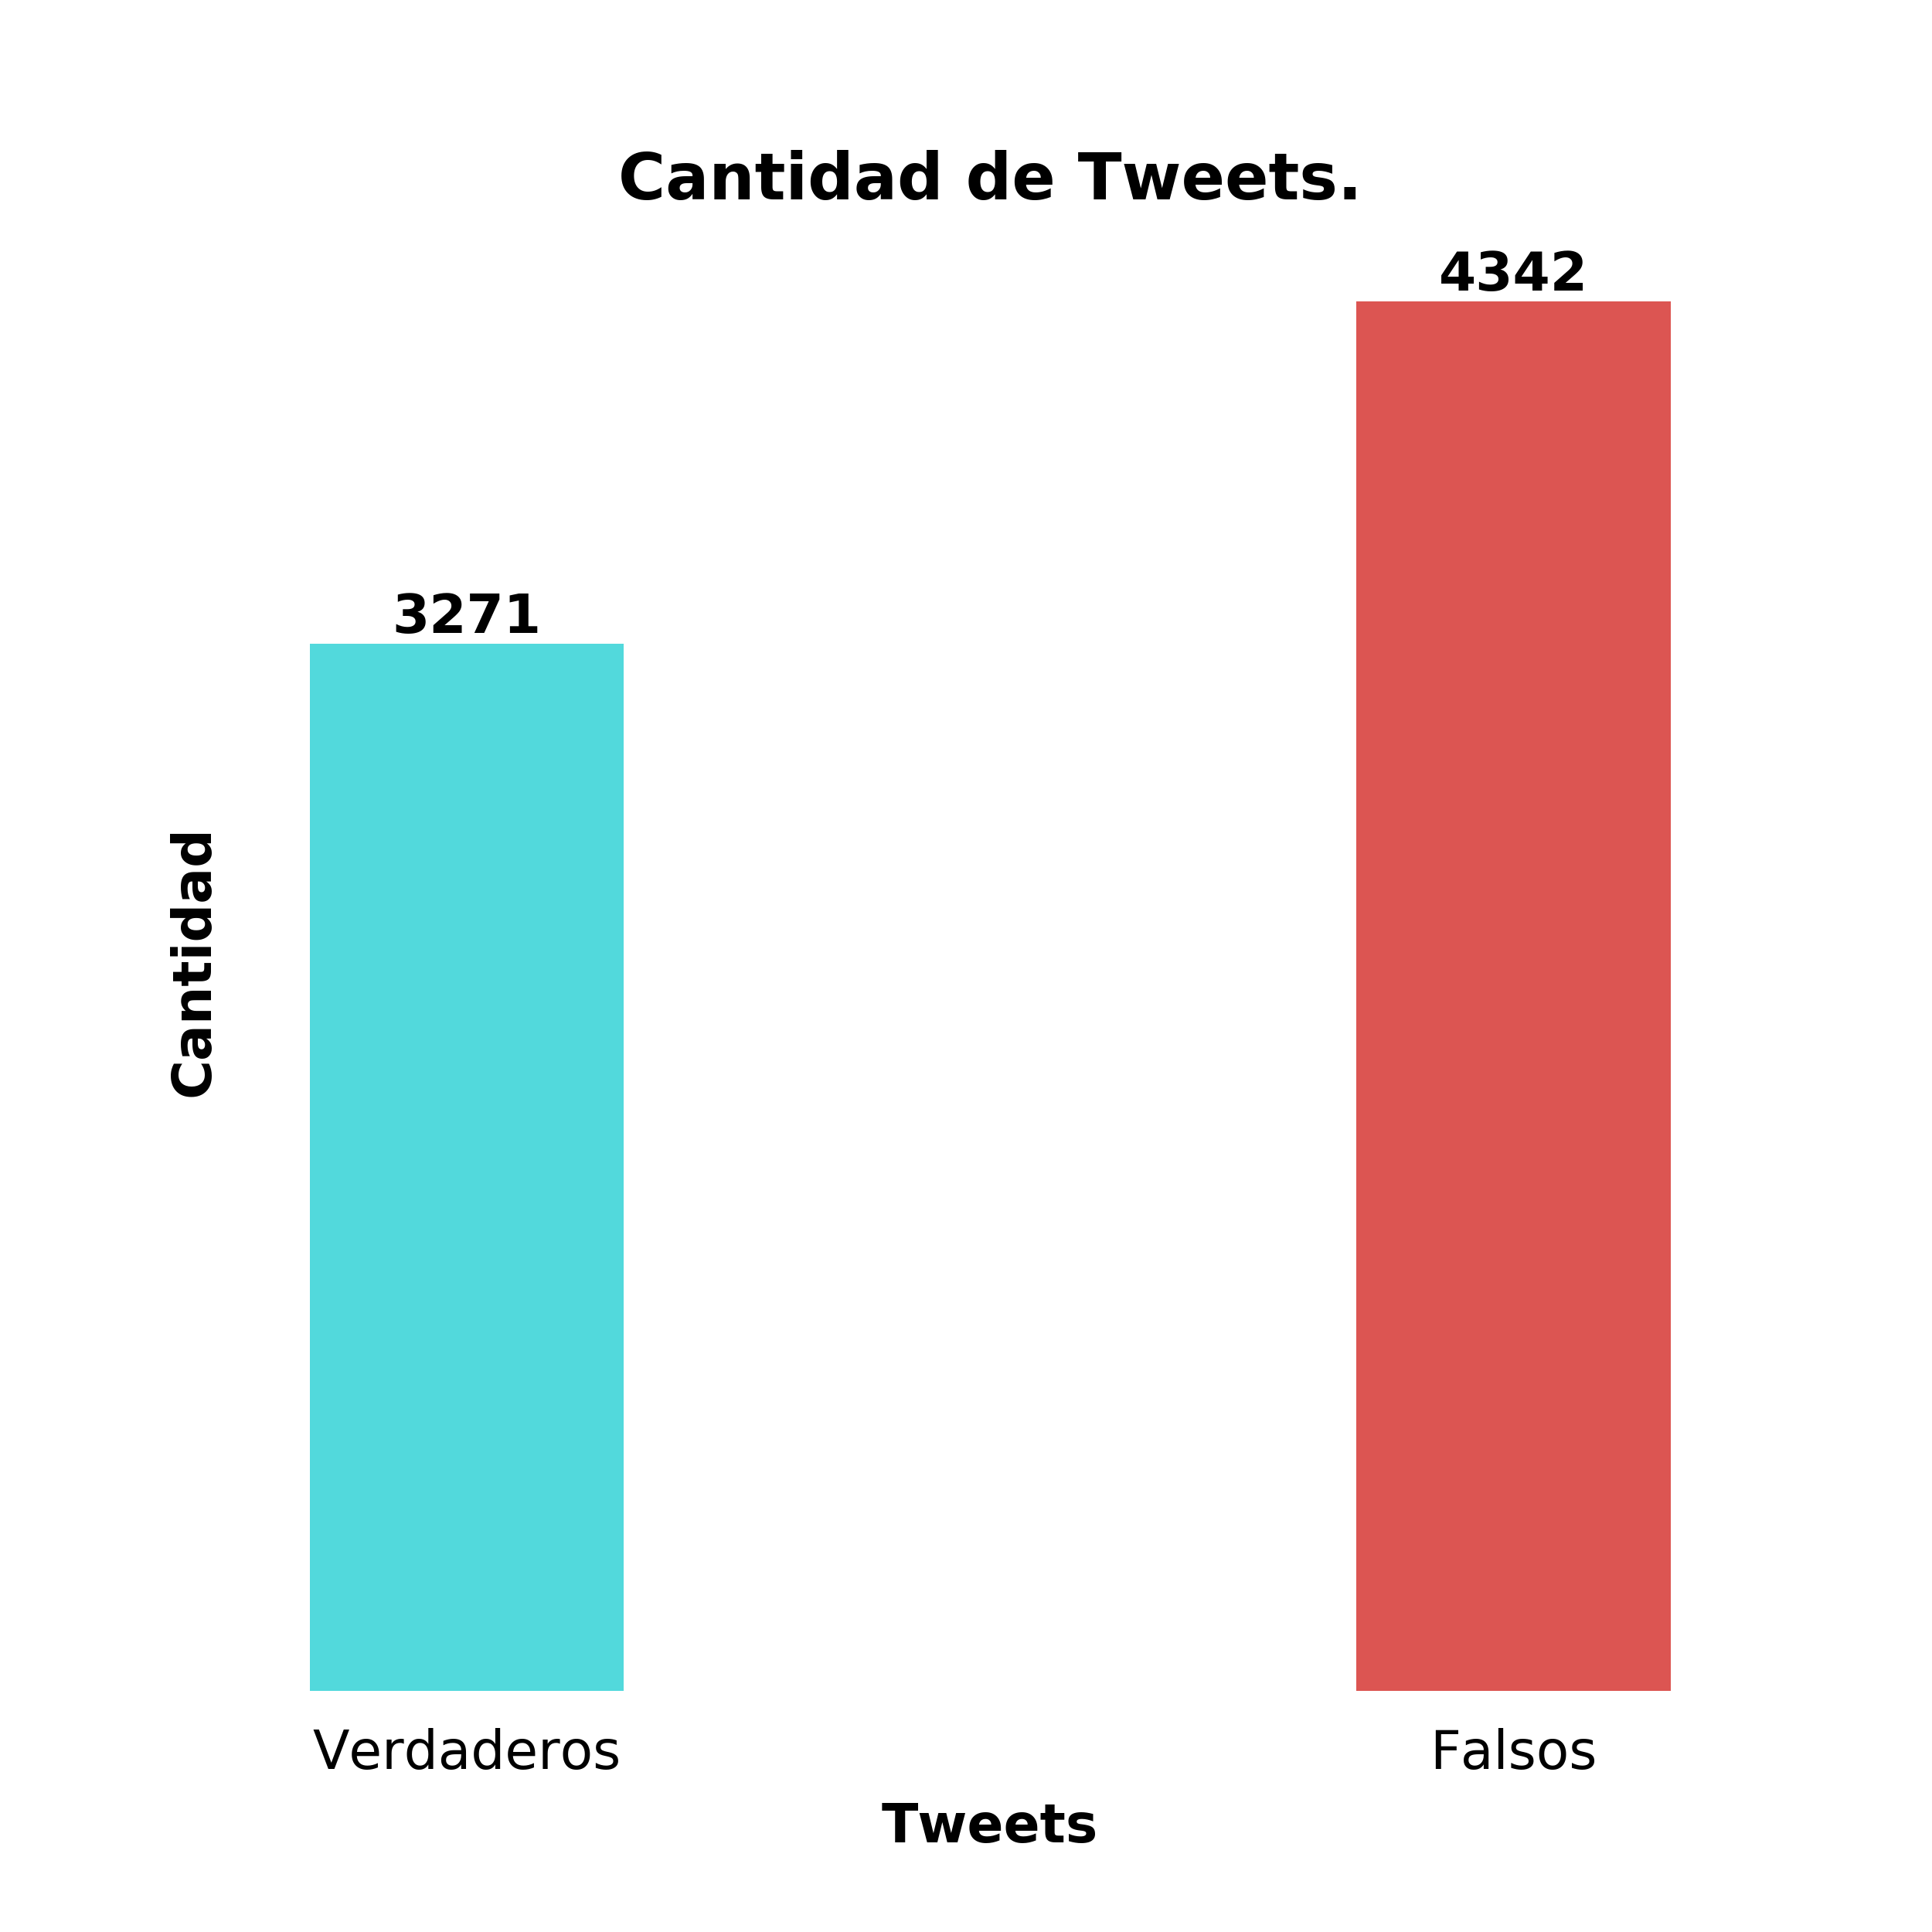 Cantidad de Tweets.
4342
3271
Cantidad
Verdaderos
Falsos
Tweets